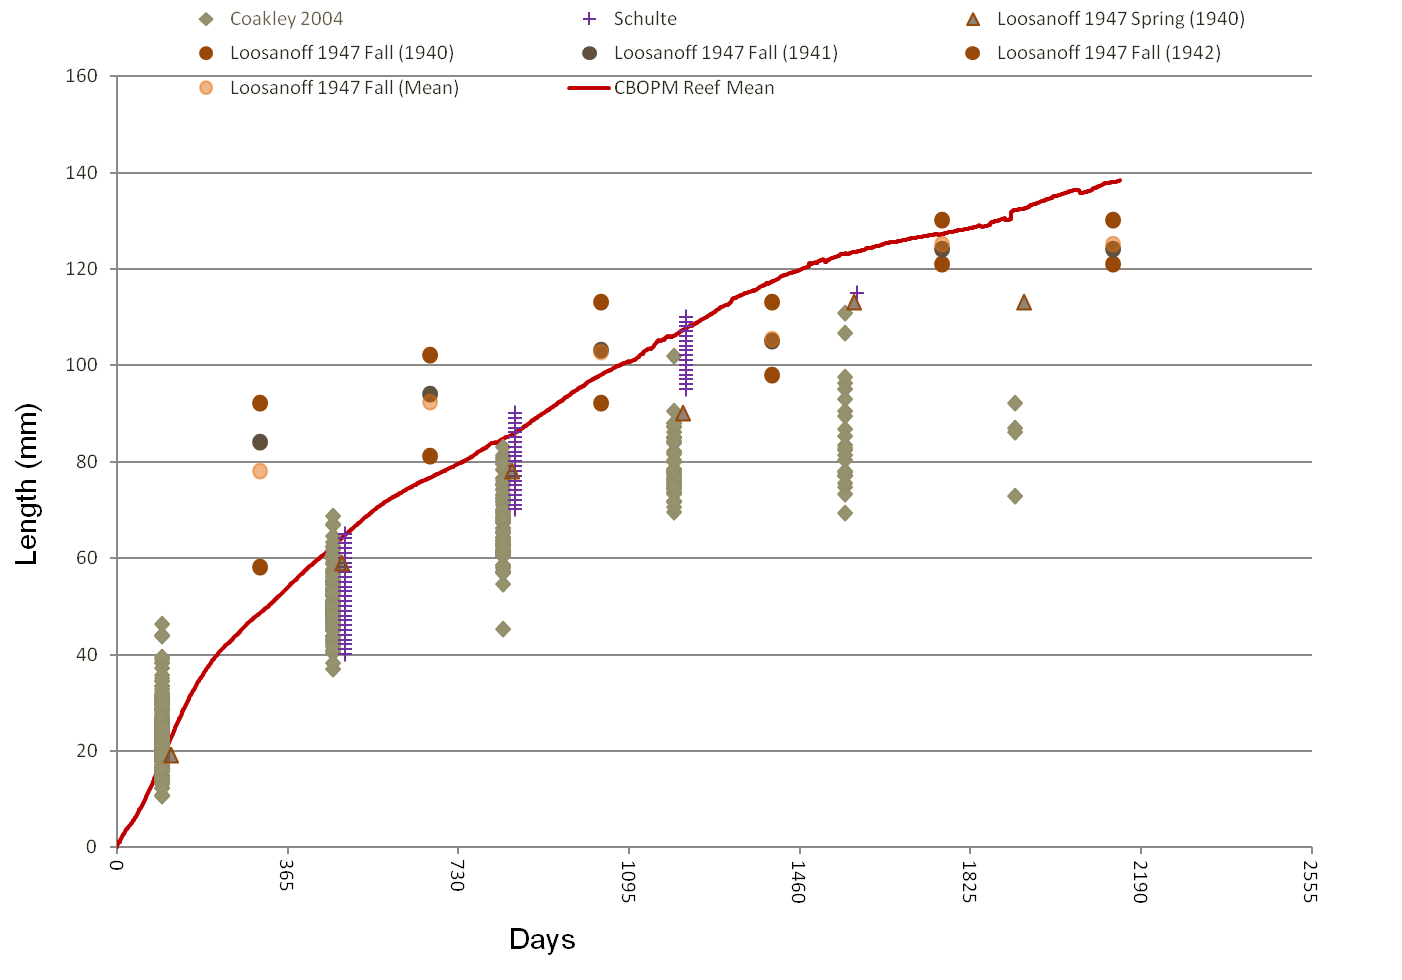 Coakley 2004 Schulte Loosanoff 1947 Spring (1940)
Loosanoff 1947 Fall (1940) Loosanoff 1947 Fall (1941) Loosanoff 1947 Fall (1942)
Loosanoff 1947 Fall (Mean) CBOPM Reef Mean
160
140
120
100
80
60
40
20
0
Length (mm)
0 365 730 1095 1460 1825 2190 2555
Days